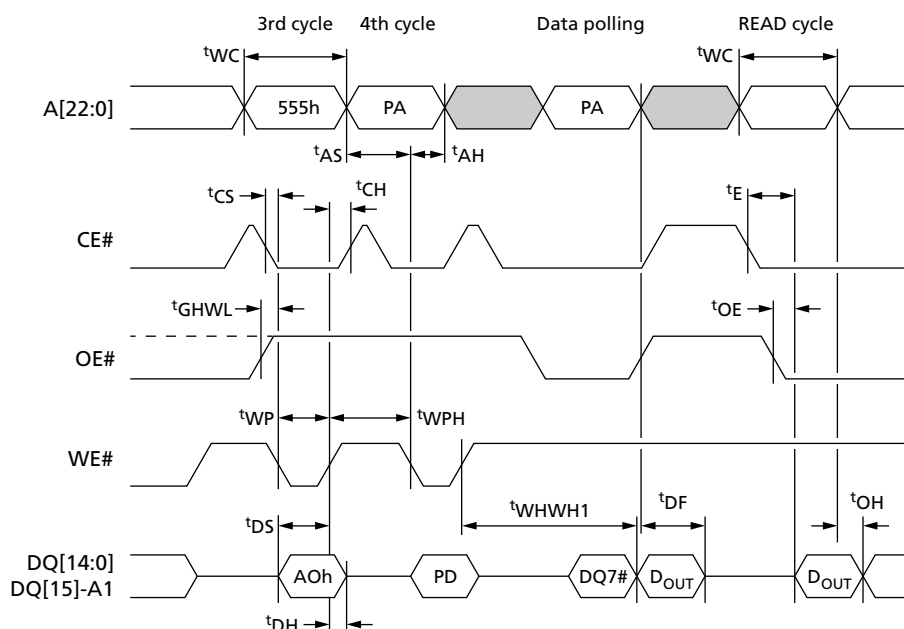 3rd cycle 4th cycle Data polling READ cycle
tWC tWC
A[22:0] 555h PA PA
tAS tAH
tCS tCH tE
CE#
tGHWL tOE
OE#
tWP tWPH
WE#
tWHWH1 tDF tOH
tDS
DQ[14:0]
DQ[15]-A1 AOh PD DQ7# DOUT DOUT
tDH